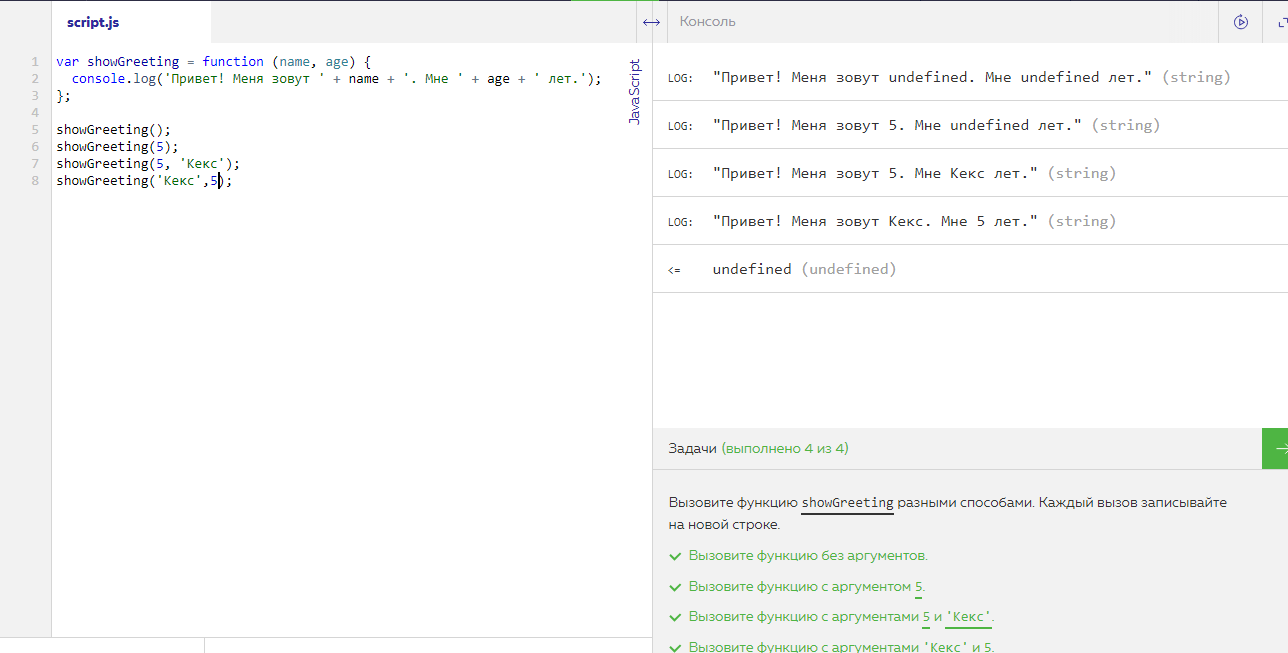 script.js
1 var showGreeting = function (name, age) {
2   console.log('Привет! Меня зовут ' + name + '. Мне ' + age + ' лет.');
3 };
4
5 showGreeting();
6 showGreeting(5);
7 showGreeting(5, 'Кекс');
8 showGreeting('Кекс',5);
JavaScript
Консоль
LOG: "Привет! Меня зовут undefined. Мне undefined лет." (string)
LOG: "Привет! Меня зовут 5. Мне undefined лет." (string)
LOG: "Привет! Меня зовут 5. Мне Кекс лет." (string)
LOG: "Привет! Меня зовут Кекс. Мне 5 лет." (string)
<= undefined (undefined)
Задачи (выполнено 4 из 4)
Вызовите функцию showGreeting разными способами. Каждый вызов записывайте
на новой строке.
Вызовите функцию без аргументов.
Вызовите функцию с аргументом 5.
Вызовите функцию с аргументами 5 и 'Кекс'.
Вызовите функцию с аргументами 'Кекс' и 5.